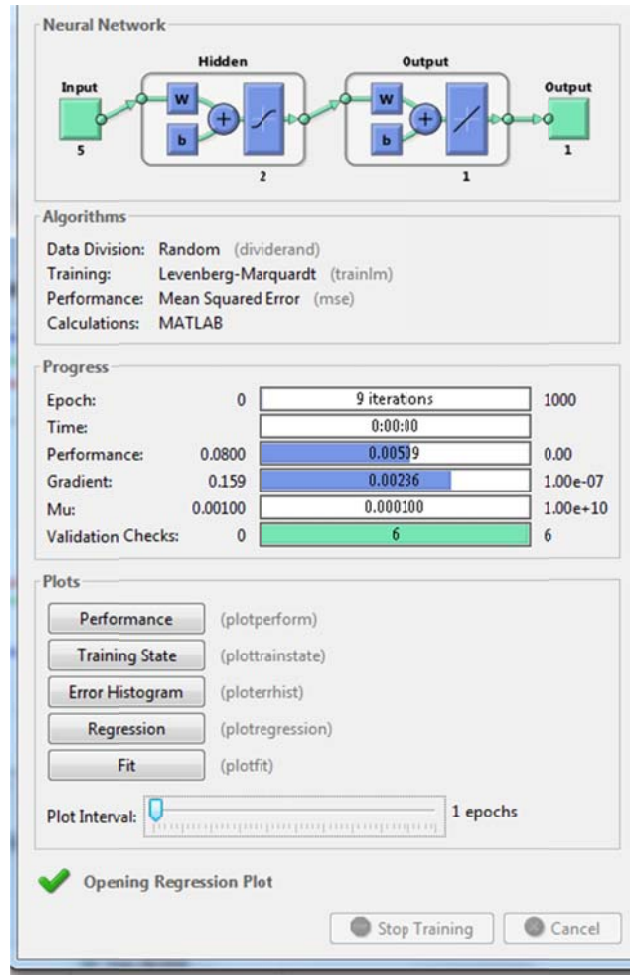 Neural Network
Hidden
Output
Input
Output
W
b
+
W
b
+
5
2
1
1
Algorithms
Data Division: Random (dividerand)
Training: Levenberg-Marquardt (trainlm)
Performance: Mean Squared Error (mse)
Calculations: MATLAB
Progress
Epoch: 0 9 iteratons 1000
Time: 0:00:00
Performance: 0.0800 0.00509 0.00
Gradient: 0.159 0.00236 1.00e-07
Mu: 0.00100 0.000100 1.00e+10
Validation Checks: 0 6 6
Plots
Performance (plotperform)
Training State (plottrainstate)
Error Histogram (ploterrhist)
Regression (plotregression)
Fit (plotfit)
Plot Interval: 1 epochs
Opening Regression Plot
Stop Training Cancel